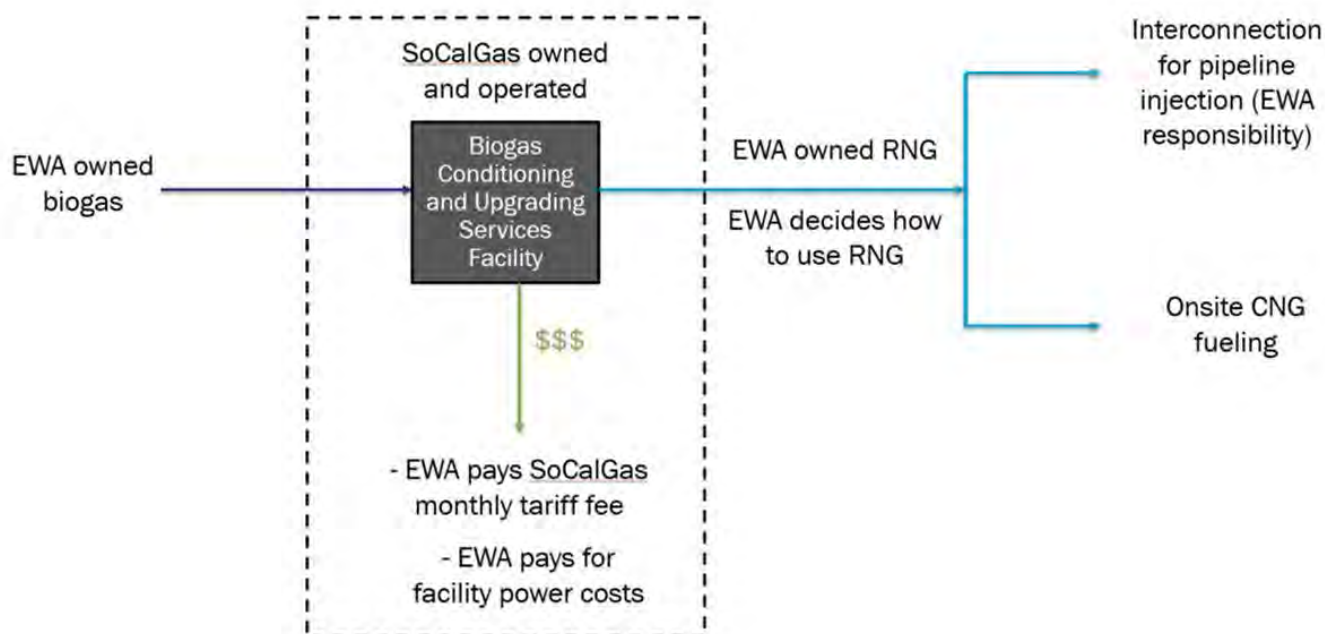 SoCalGas owned
and operated
EWA owned
biogas
Biogas
Conditioning
and Upgrading
Services
Facility
$$$
- EWA pays SoCalGas
monthly tariff fee
- EWA pays for
facility power costs
EWA owned RNG
EWA decides how
to use RNG
Interconnection
for pipeline
injection (EWA
responsibility)
Onsite CNG
fueling